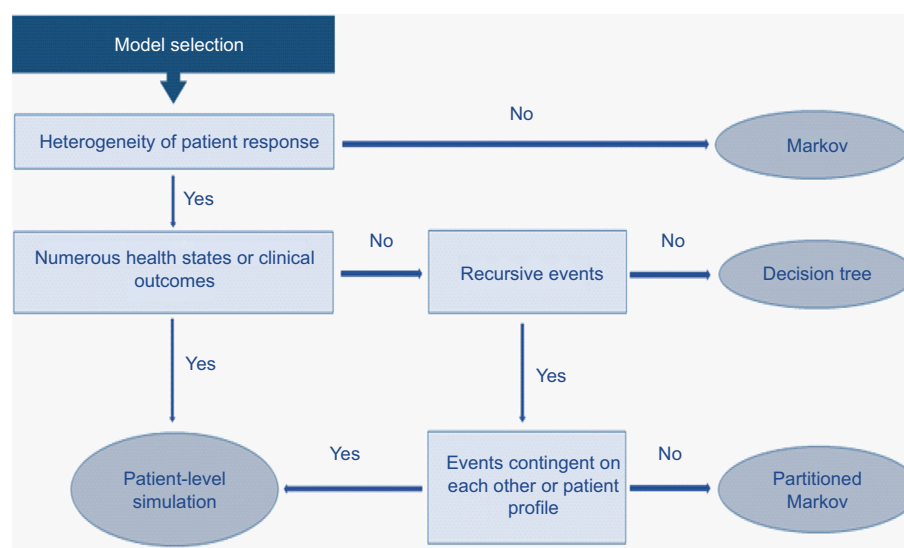 Model selection
No
Heterogeneity of patient response
Markov
Yes
Numerous health states or clinical
outcomes
No
Recursive events
No
Decision tree
Yes
Yes
Patient-level
simulation
Yes
Events contingent on
each other or patient
profile
No
Partitioned
Markov